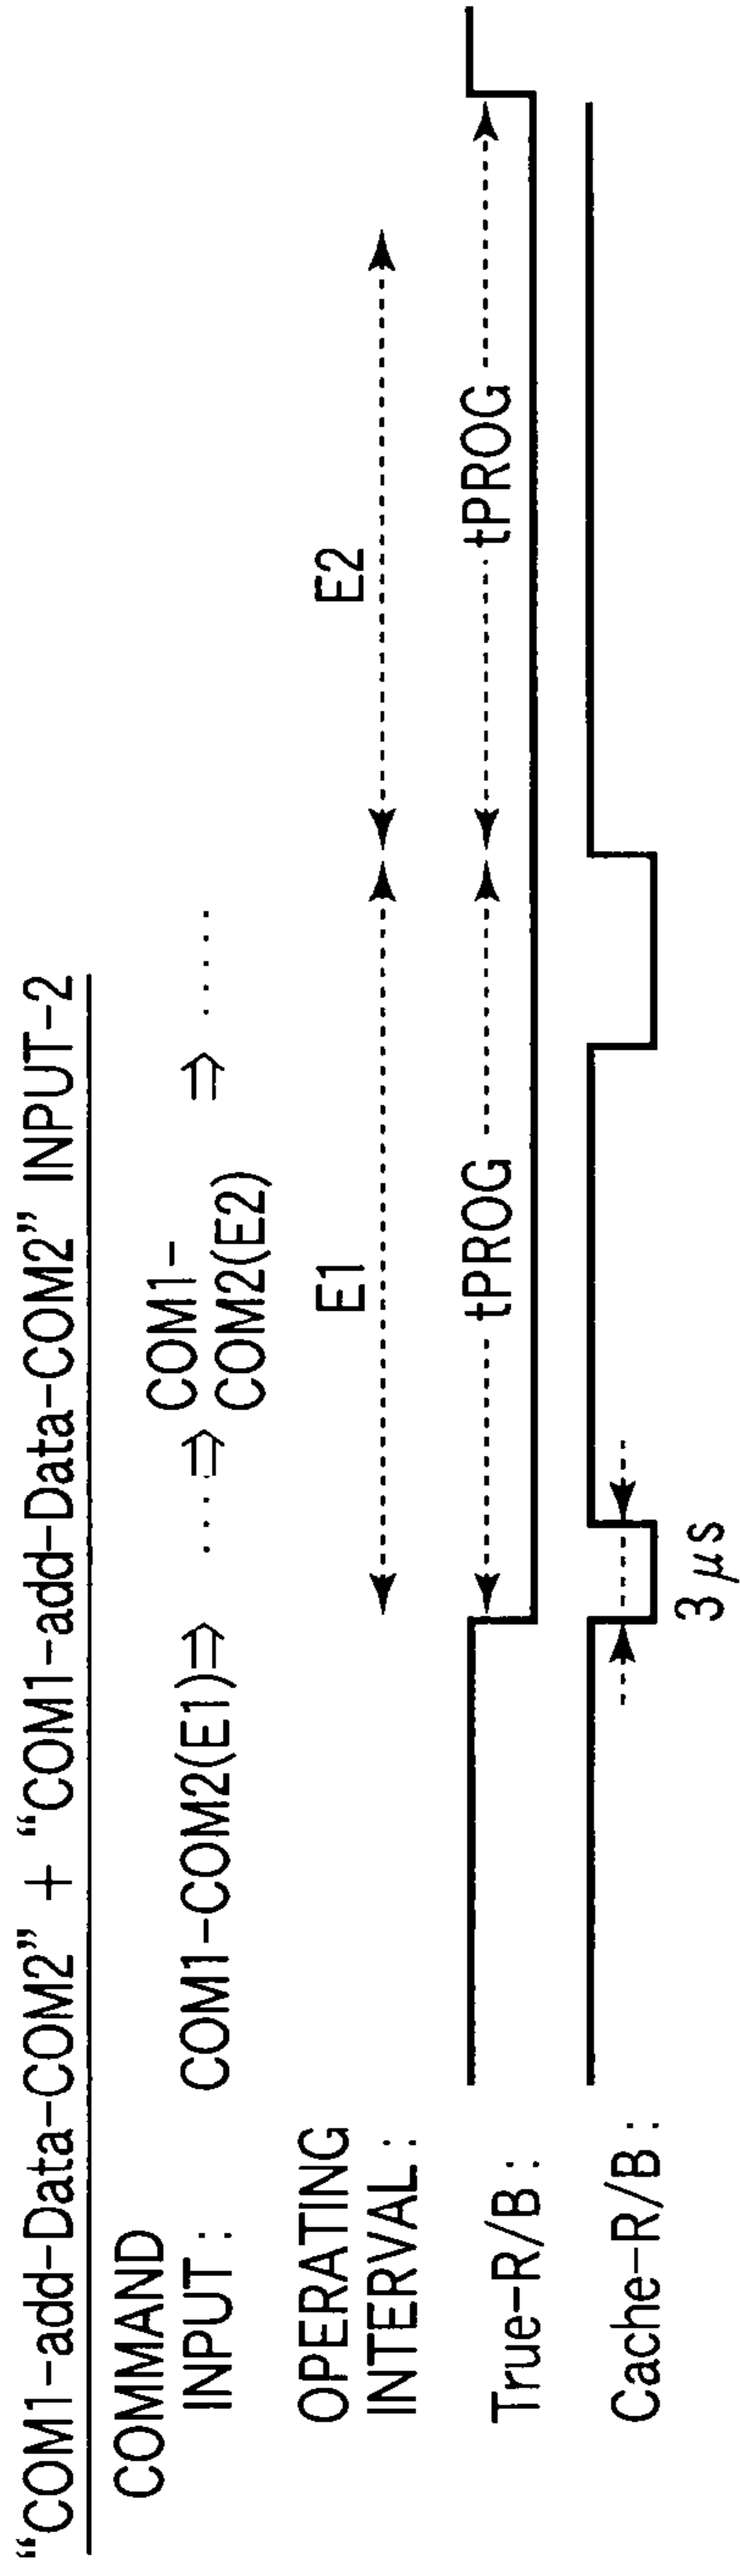 “COM1-add-Data-COM2” + “COM1-add-Data-COM2” INPUT-2
COMMAND
INPUT:
COM1-COM2(E1)⇒ ·····⇒ COM1-
COM2(E2)
⇒ ······
OPERATING
INTERVAL:
E1
E2
True-R/B:
tPROG
tPROG
Cache-R/B:
3μs